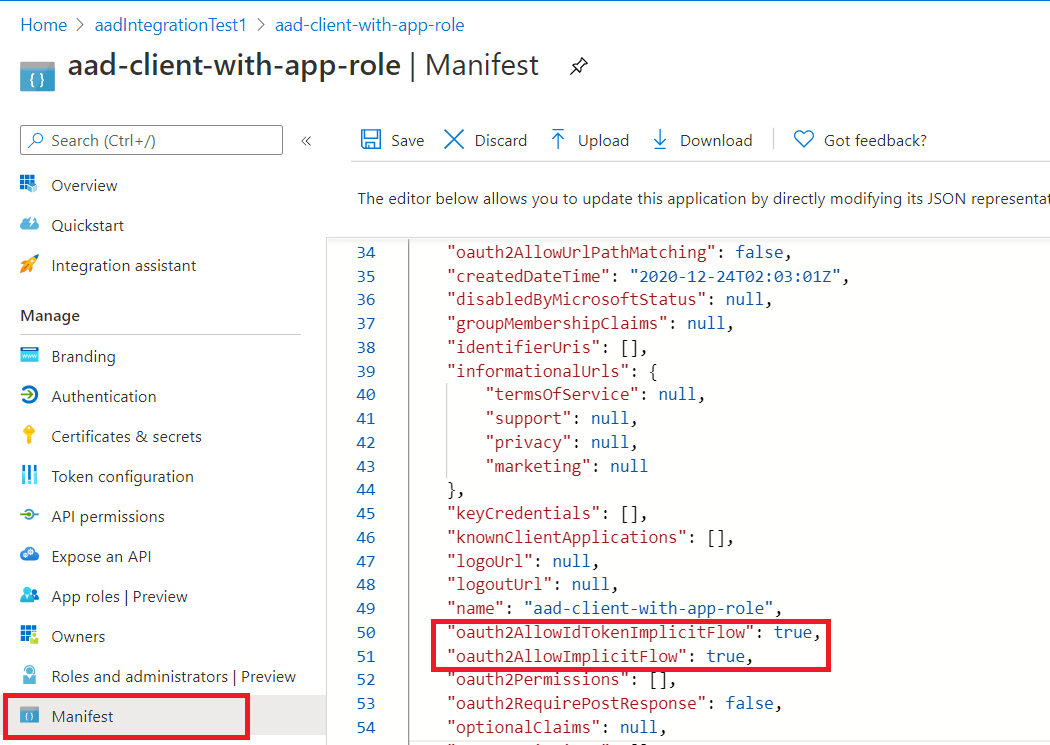 Home > aadIntegrationTest1 > aad-client-with-app-role
aad-client-with-app-role | Manifest
Search (Ctrl+/)
«
Save
Discard
Upload
Download
Got feedback?
The editor below allows you to update this application by directly modifying its JSON representat
Overview
Quickstart
Integration assistant
Manage
Branding
Authentication
Certificates & secrets
Token configuration
API permissions
Expose an API
App roles | Preview
Owners
Roles and administrators | Preview
Manifest
34 "oauth2AllowUrlPathMatching": false,
35 "createdDateTime": "2020-12-24T02:03:01Z",
36 "disabledByMicrosoftStatus": null,
37 "groupMembershipClaims": null,
38 "identifierUris": [],
39 "informationalUrls": {
40 "termsOfService": null,
41 "support": null,
42 "privacy": null,
43 "marketing": null
44 },
45 "keyCredentials": [],
46 "knownClientApplications": [],
47 "logoUrl": null,
48 "logoutUrl": null,
49 "name": "aad-client-with-app-role",
50 "oauth2AllowIdTokenImplicitFlow": true,
51 "oauth2AllowImplicitFlow": true,
52 "oauth2Permissions": [],
53 "oauth2RequirePostResponse": false,
54 "optionalClaims": null,